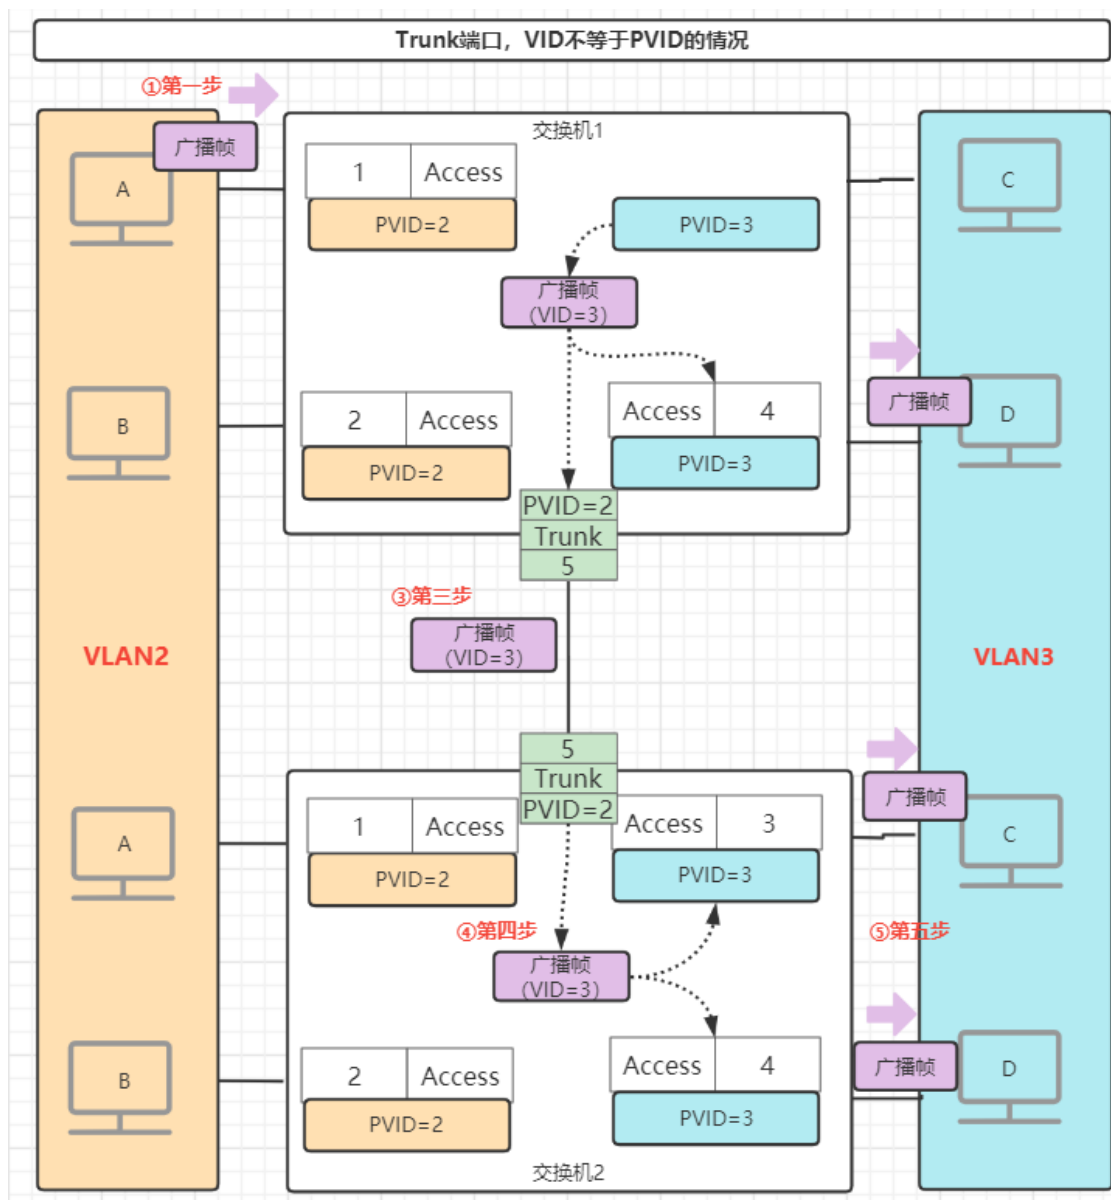 Trunk端口，VID不等于PVID的情况
①第一步
广播帧
交换机1
A
1
Access
PVID=2
PVID=3
C
广播帧
（VID=3）
B
2
Access
PVID=2
Access
4
PVID=3
广播帧
D
PVID=2
Trunk
5
③第三步
广播帧
（VID=3）
VLAN2
VLAN3
5
Trunk
PVID=2
A
1
Access
PVID=2
Access
3
PVID=3
广播帧
C
④第四步
⑤第五步
广播帧
（VID=3）
B
2
Access
PVID=2
Access
4
PVID=3
广播帧
D
交换机2